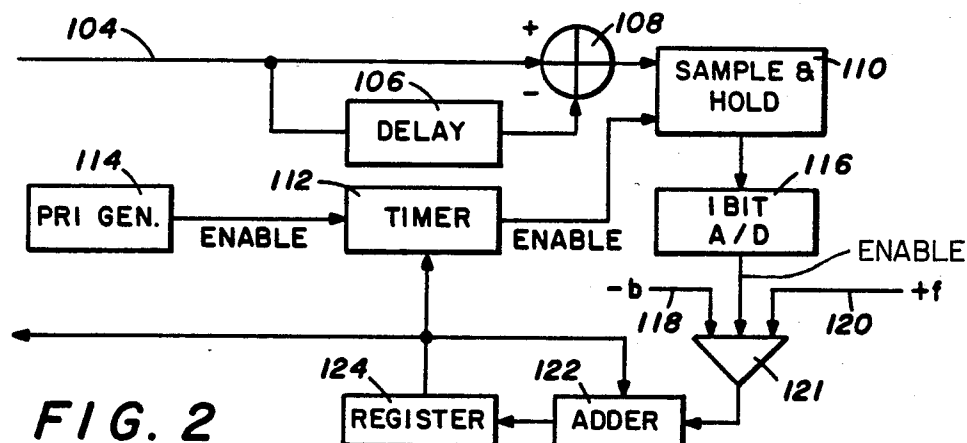 104
+
108
SAMPLE &
HOLD
110
-
106
DELAY
114
112
116
PRI GEN.
ENABLE
TIMER
ENABLE
1 BIT
A/D
ENABLE
-b
118
+f
120
121
124
122
REGISTER
ADDER
FIG. 2